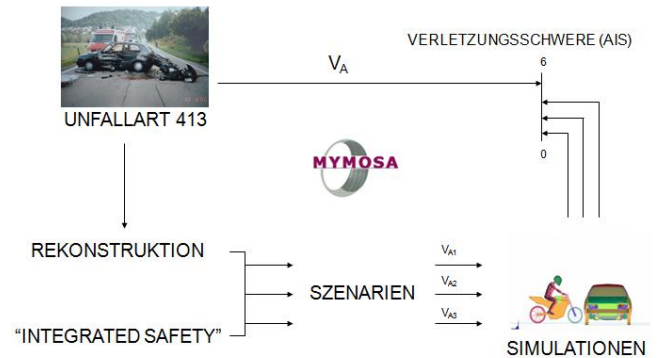 VERLETZUNGSSCHWERE (AIS)
6
VA
UNFALLART 413
0
MYMOSA
REKONSTRUKTION
VA1
VA2
SZENARIEN
VA3
“INTEGRATED SAFETY”
SIMULATIONEN